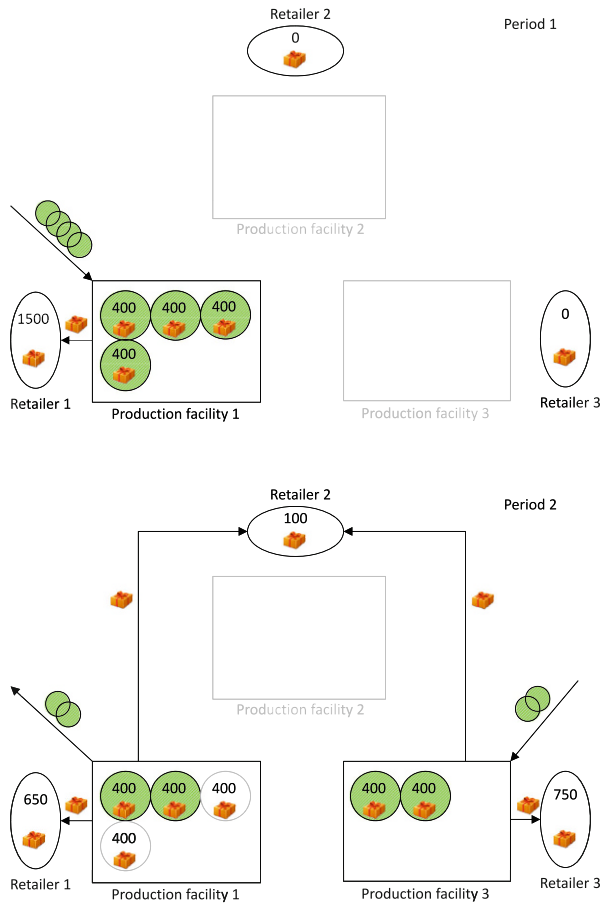 Retailer 2
Period 1
0
Production facility 2
1500
400 400 400
0
400
Retailer 1
Production facility 1
Production facility 3
Retailer 3
Retailer 2
Period 2
100
Production facility 2
650
400 400 400
400 400
750
400
Retailer 1
Production facility 1
Production facility 3
Retailer 3